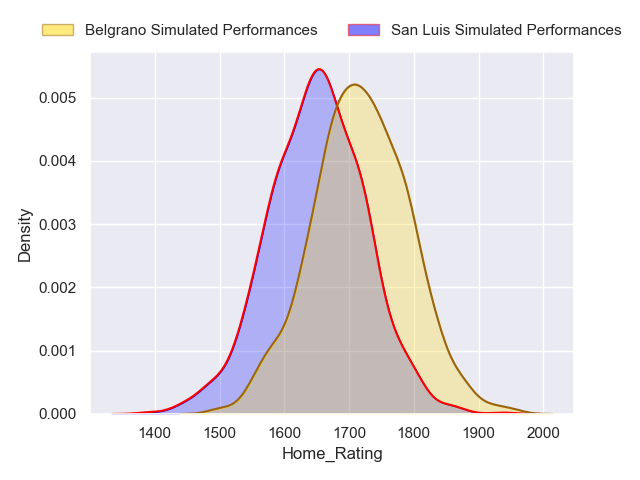 Belgrano Simulated Performances San Luis Simulated Performances
0.005
0.004
0.003
0.002
0.001
0.000
Density
1400 1500 1600 1700 1800 1900 2000
Home_Rating